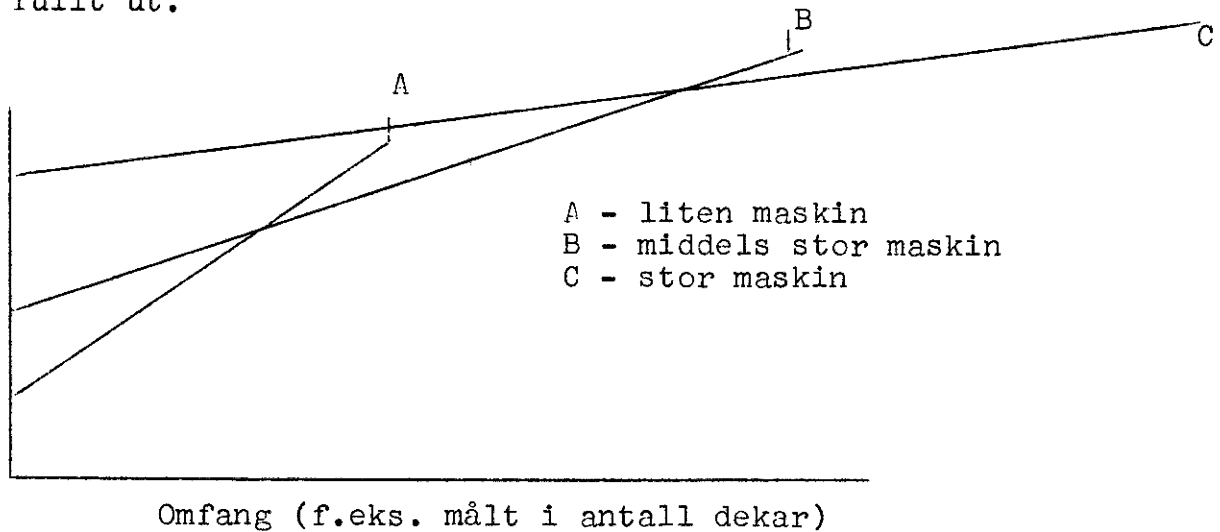 fullt ut.
B
C
A
A - liten maskin
B - middels stor maskin
C - stor maskin
Omfang (f.eks. målt i antall dekar)